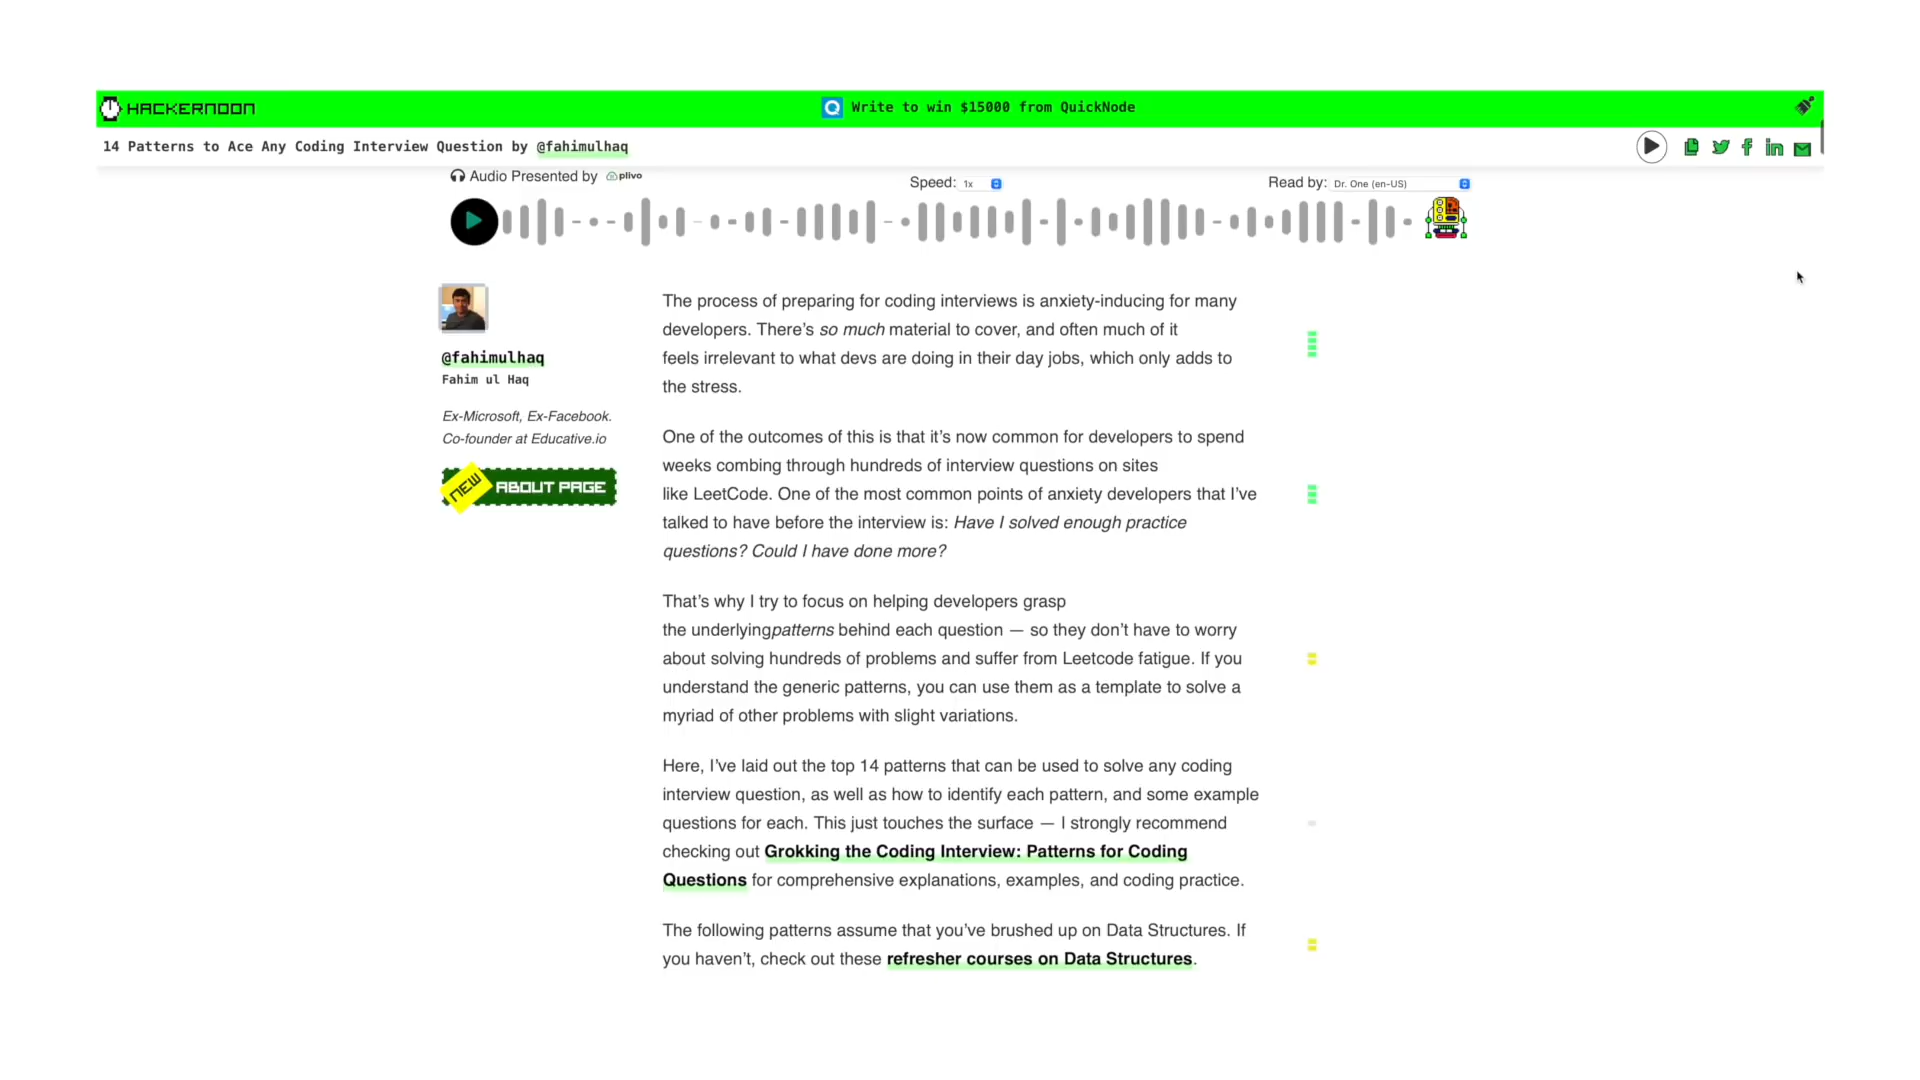 HACKERNOON
Write to win $15000 from QuickNode
14 Patterns to Ace Any Coding Interview Question by @fahimulhaq
Audio Presented by plivo
Speed: 1x
Read by: Dr. One (en-US)
@fahimulhaq
Fahim ul Haq
Ex-Microsoft, Ex-Facebook.
Co-founder at Educative.io
NEW ABOUT PAGE
The process of preparing for coding interviews is anxiety-inducing for many
developers. There's so much material to cover, and often much of it
feels irrelevant to what devs are doing in their day jobs, which only adds to
the stress.
One of the outcomes of this is that it's now common for developers to spend
weeks combing through hundreds of interview questions on sites
like LeetCode. One of the most common points of anxiety developers that I've
talked to have before the interview is: Have I solved enough practice
questions? Could I have done more?
That's why I try to focus on helping developers grasp
the underlyingpatterns behind each question — so they don't have to worry
about solving hundreds of problems and suffer from Leetcode fatigue. If you
understand the generic patterns, you can use them as a template to solve a
myriad of other problems with slight variations.
Here, I've laid out the top 14 patterns that can be used to solve any coding
interview question, as well as how to identify each pattern, and some example
questions for each. This just touches the surface — I strongly recommend
checking out Grokking the Coding Interview: Patterns for Coding
Questions for comprehensive explanations, examples, and coding practice.
The following patterns assume that you've brushed up on Data Structures. If
you haven't, check out these refresher courses on Data Structures.